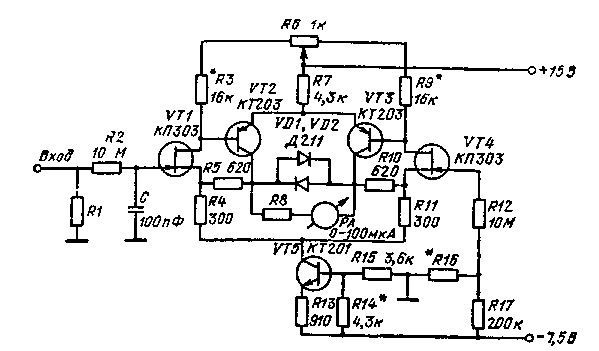 R6 1к
*R3
16к
VT2
КТ203
R7
4,3к
VT3
КТ203
R9*
16к
+15В
VT1
КП303
VD1, VD2
Д211
VT4
КП303
Вход
R2
10 М
R5 620
R10
620
R1
С
100пФ
R4
300
R8
РА
0-100мкА
R11
300
R12
10М
VT5
КТ201
R15 3,6к
*R16
R13
910
R14*
4,3к
R17
200к
-7,5В